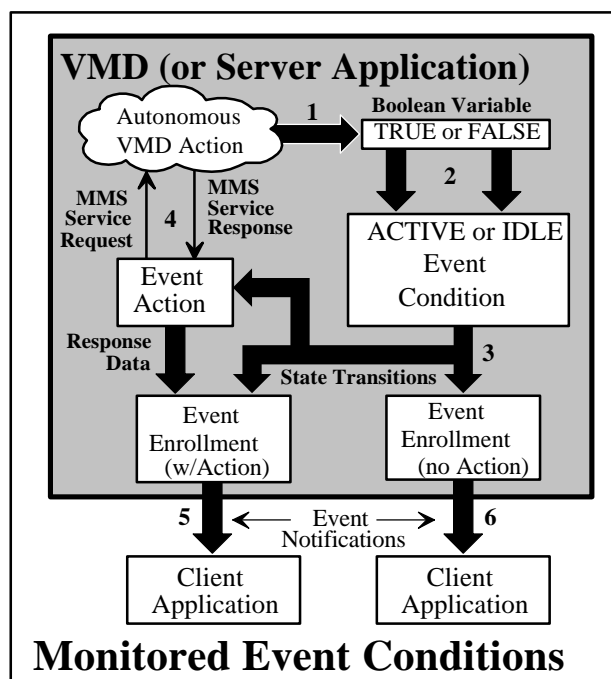 VMD (or Server Application)
Autonomous
VMD Action
1
Boolean Variable
TRUE or FALSE
2
MMS
Service
Request
4
MMS
Service
Response
ACTIVE or IDLE
Event
Condition
Event
Action
Response
Data
3
State Transitions
Event
Enrollment
(w/Action)
Event
Enrollment
(no Action)
5
Event
Notifications
6
Client
Application
Client
Application
Monitored Event Conditions